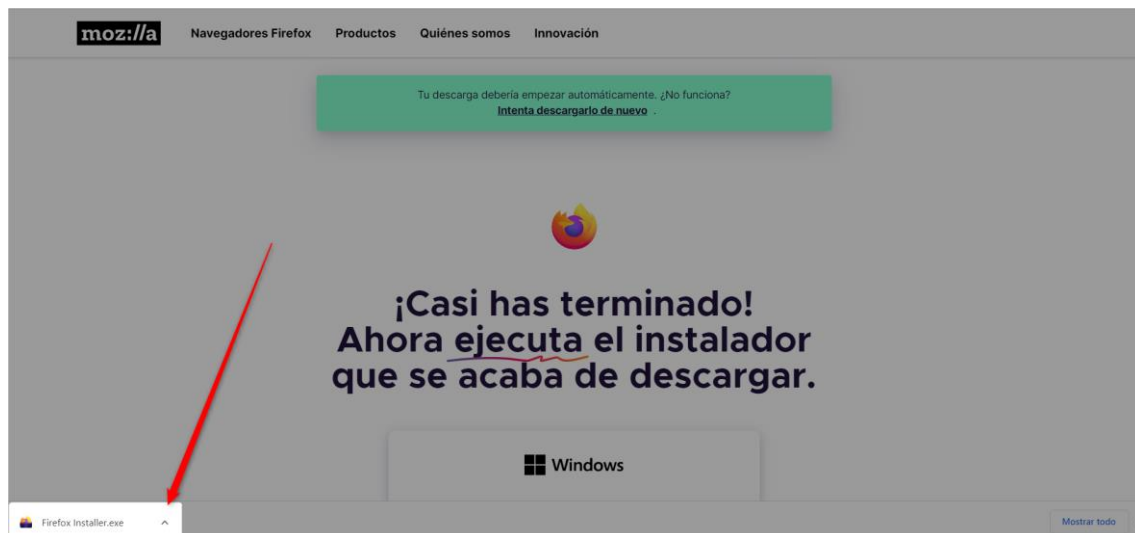 moz://a Navegadores Firefox Productos Quiénes somos Innovación
Tu descarga debería empezar automáticamente. ¿No funciona?
Intenta descargarlo de nuevo .
¡Casi has terminado!
Ahora ejecuta el instalador
que se acaba de descargar.
Windows
Firefox Installer.exe Mostrar todo